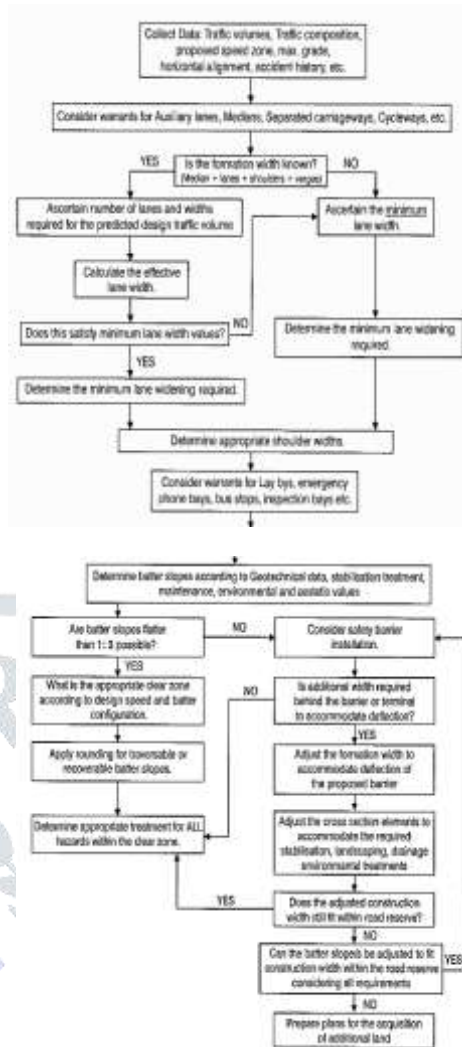 Collect Data: Traffic volumes, Traffic composition,
proposed speed zone, max. grade,
horizontal alignment, accident history, etc.
Consider warrants for Auxiliary lanes, Medians, Separated carriageways, Cycleways, etc.
YES
Is the formation width known?
NO
(Median + lanes + shoulders + verges)
Ascertain number of lanes and widths
required for the predicted design traffic volume
Ascertain the minimum
lane width.
Calculate the effective
lane width.
Does this satisfy minimum lane width values?
NO
Determine the minimum lane widening
required.
YES
Determine the minimum lane widening required.
Determine appropriate shoulder widths.
Consider warrants for Lay bys, emergency
phone bays, bus stops, inspection bays etc.
Determine batter slopes according to Geotechnical data, stabilisation treatment,
maintenance, environmental and aestetic values
Are batter slopes flatter
than 1: 3 possible?
NO
Consider safety barrier
installation.
YES
What is the appropriate clear zone
according to design speed and batter
configuration.
NO
Is additional width required
behind the barrier or terminal
to accommodate deflection?
YES
Apply rounding for traversable or
recoverable batter slopes.
Adjust the formation width to
accommodate deflection of
the proposed barrier
Determine appropriate treatment for ALL
hazards within the clear zone.
Adjust the cross section elements to
accommodate the required
stabilisation, landscaping, drainage
environmental treatments
YES
Does the adjusted construction
width still fit within road reserve?
NO
Can the batter slope/s be adjusted to fit
construction width within the road reserve
considering all requirements
YES
NO
Prepare plans for the acquisition
of additional land